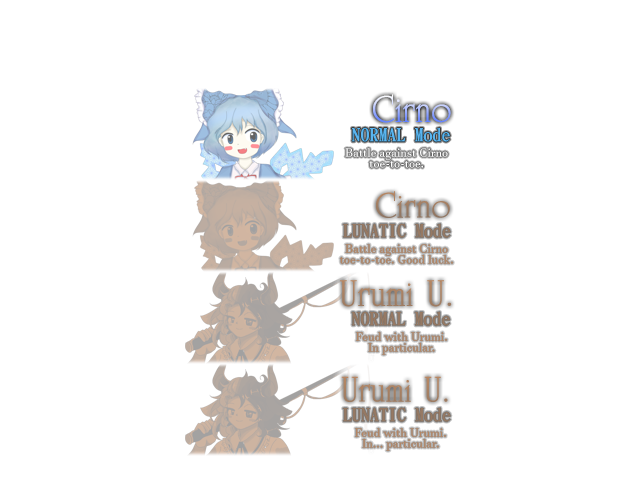 Cirno
NORMAL Mode
Battle against Cirno
toe-to-toe.
Cirno
LUNATIC Mode
Battle against Cirno
toe-to-toe. Good luck.
Urumi U.
NORMAL Mode
Feud with Urumi.
In particular.
Urumi U.
LUNATIC Mode
Feud with Urumi.
In... particular.